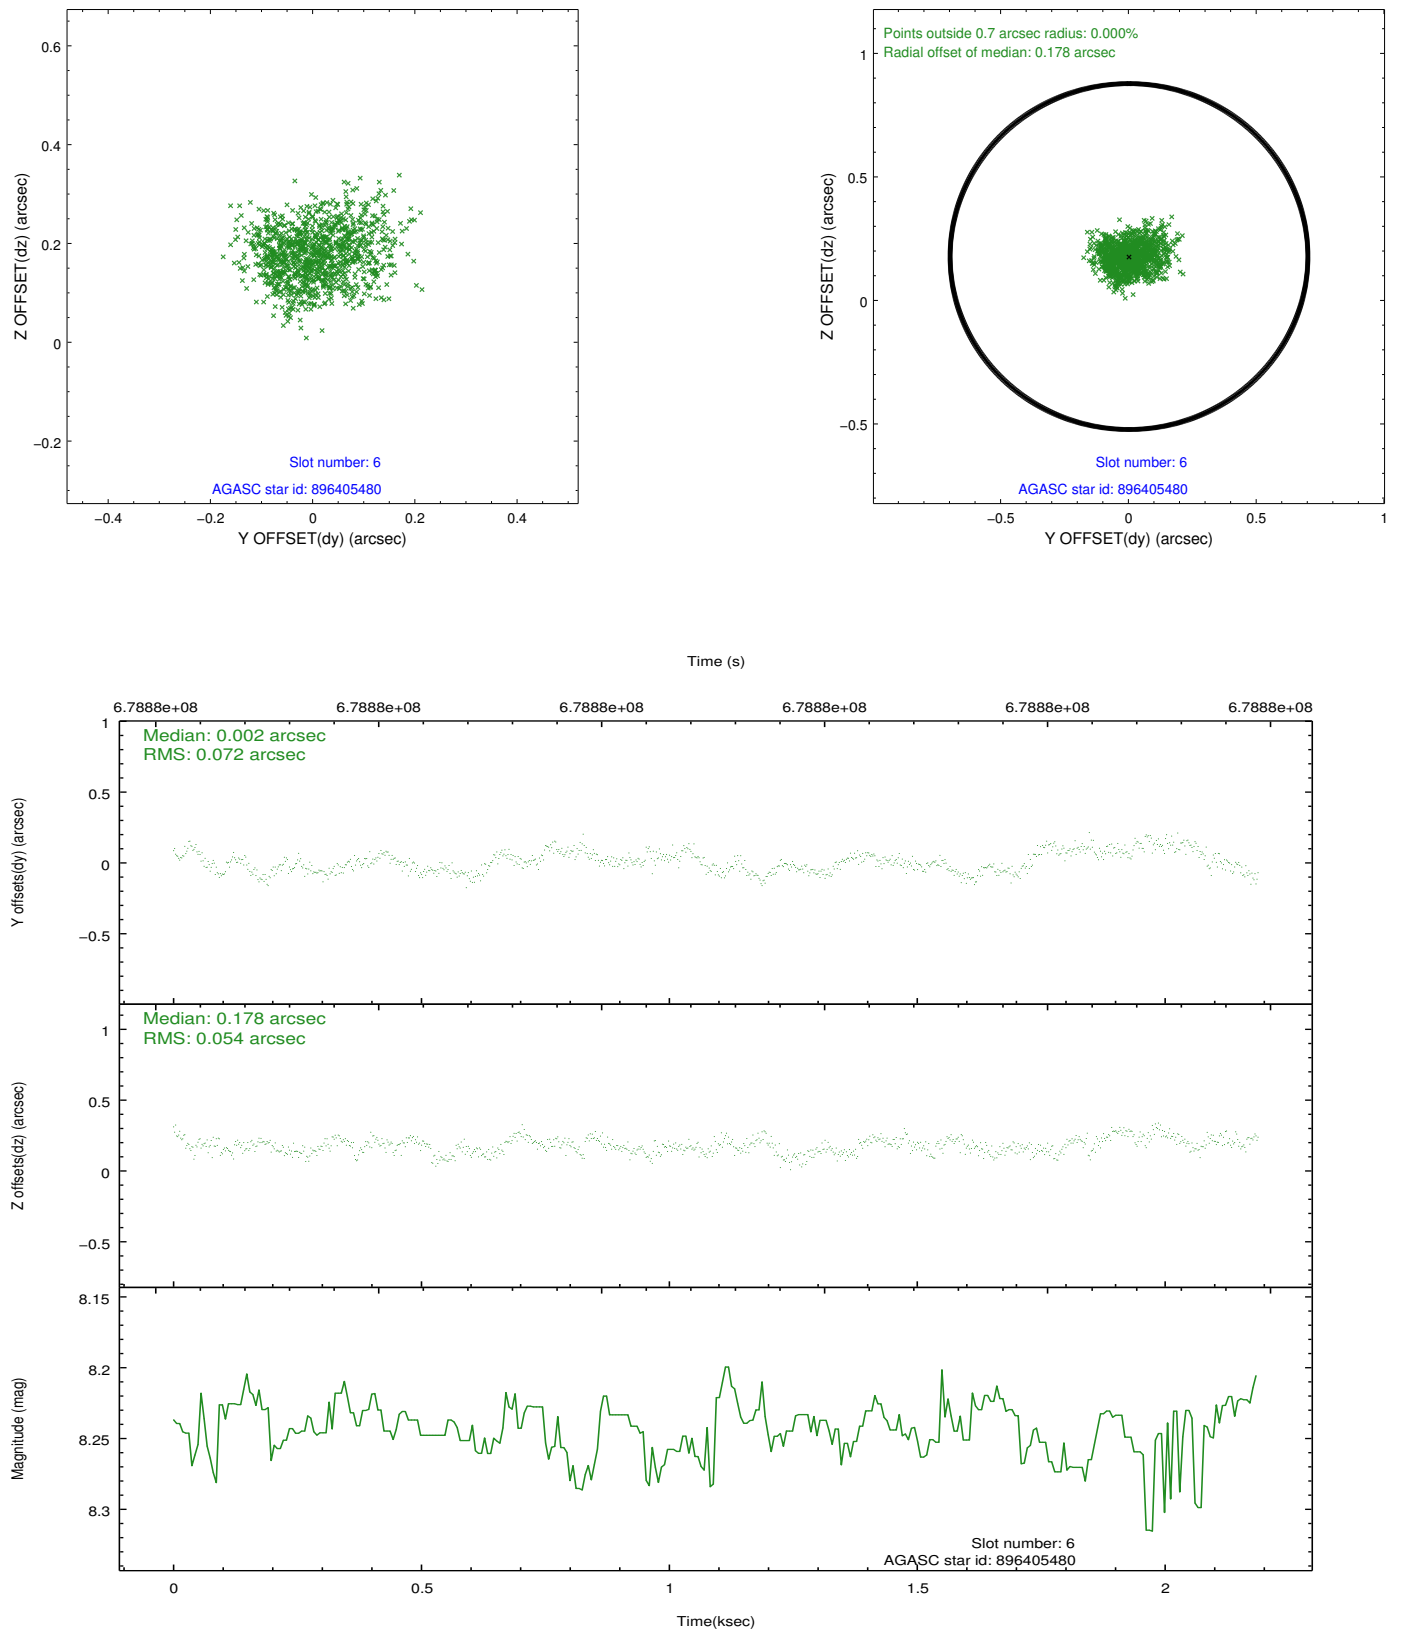 0.6
0.4
0.2
0
−0.2
Z OFFSET(dz) (arcsec)
Slot number: 6
AGASC star id: 896405480
−0.4 −0.2 0 0.2 0.4
Y OFFSET(dy) (arcsec)
Points outside 0.7 arcsec radius: 0.000%
Radial offset of median: 0.178 arcsec
1
0.5
0
−0.5
Z OFFSET(dz) (arcsec)
Slot number: 6
AGASC star id: 896405480
−0.5 0 0.5 1
Y OFFSET(dy) (arcsec)
Time (s)
6.7888e+08 6.7888e+08 6.7888e+08 6.7888e+08 6.7888e+08 6.7888e+08
Median: 0.002 arcsec
RMS: 0.072 arcsec
1
0.5
0
−0.5
Y offsets(dy) (arcsec)
Median: 0.178 arcsec
RMS: 0.054 arcsec
1
0.5
0
−0.5
Z offsets(dz) (arcsec)
8.15
8.2
8.25
8.3
Magnitude (mag)
Slot number: 6
AGASC star id: 896405480
0 0.5 1 1.5 2
Time(ksec)